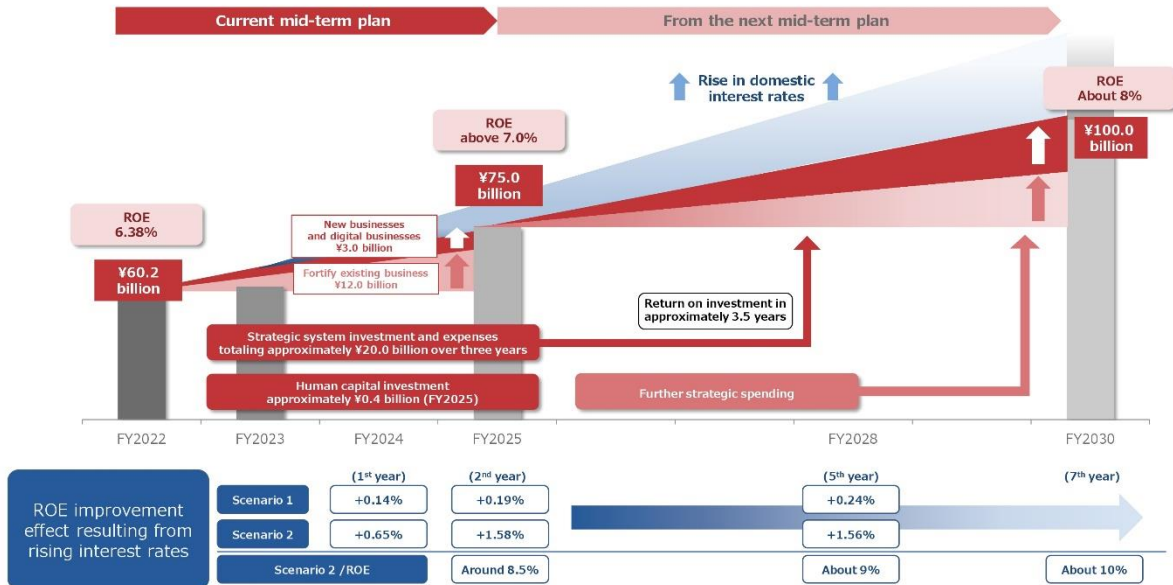 Current mid-term plan
From the next mid-term plan
Rise in domestic
interest rates
ROE
About 8%
¥100.0
billion
ROE
above 7.0%
¥75.0
billion
ROE
6.38%
¥60.2
billion
New businesses
and digital businesses
¥3.0 billion
Fortify existing business
¥12.0 billion
Return on investment in
approximately 3.5 years
Strategic system investment and expenses
totaling approximately ¥20.0 billion over three years
Human capital investment
approximately ¥0.4 billion (FY2025)
Further strategic spending
FY2022 FY2023 FY2024 FY2025 FY2028 FY2030
ROE improvement
effect resulting from
rising interest rates
(1st year) (2nd year) (5th year) (7th year)
Scenario 1 +0.14% +0.19% +0.24%
Scenario 2 +0.65% +1.58% +1.56%
Scenario 2 /ROE Around 8.5% About 9% About 10%